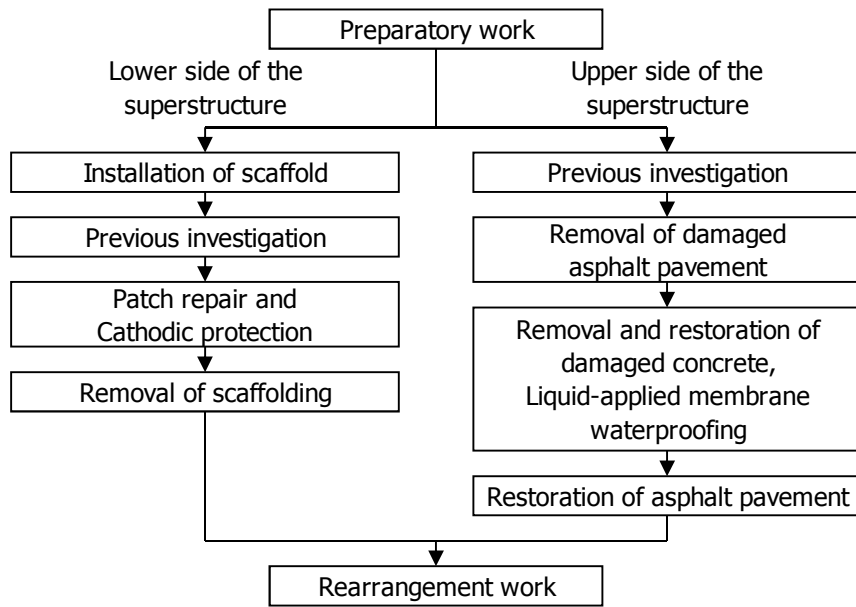 Preparatory work
Lower side of the
superstructure
Upper side of the
superstructure
Installation of scaffold
Previous investigation
Patch repair and
Cathodic protection
Removal of scaffolding
Previous investigation
Removal of damaged
asphalt pavement
Removal and restoration of
damaged concrete,
Liquid-applied membrane
waterproofing
Restoration of asphalt pavement
Rearrangement work